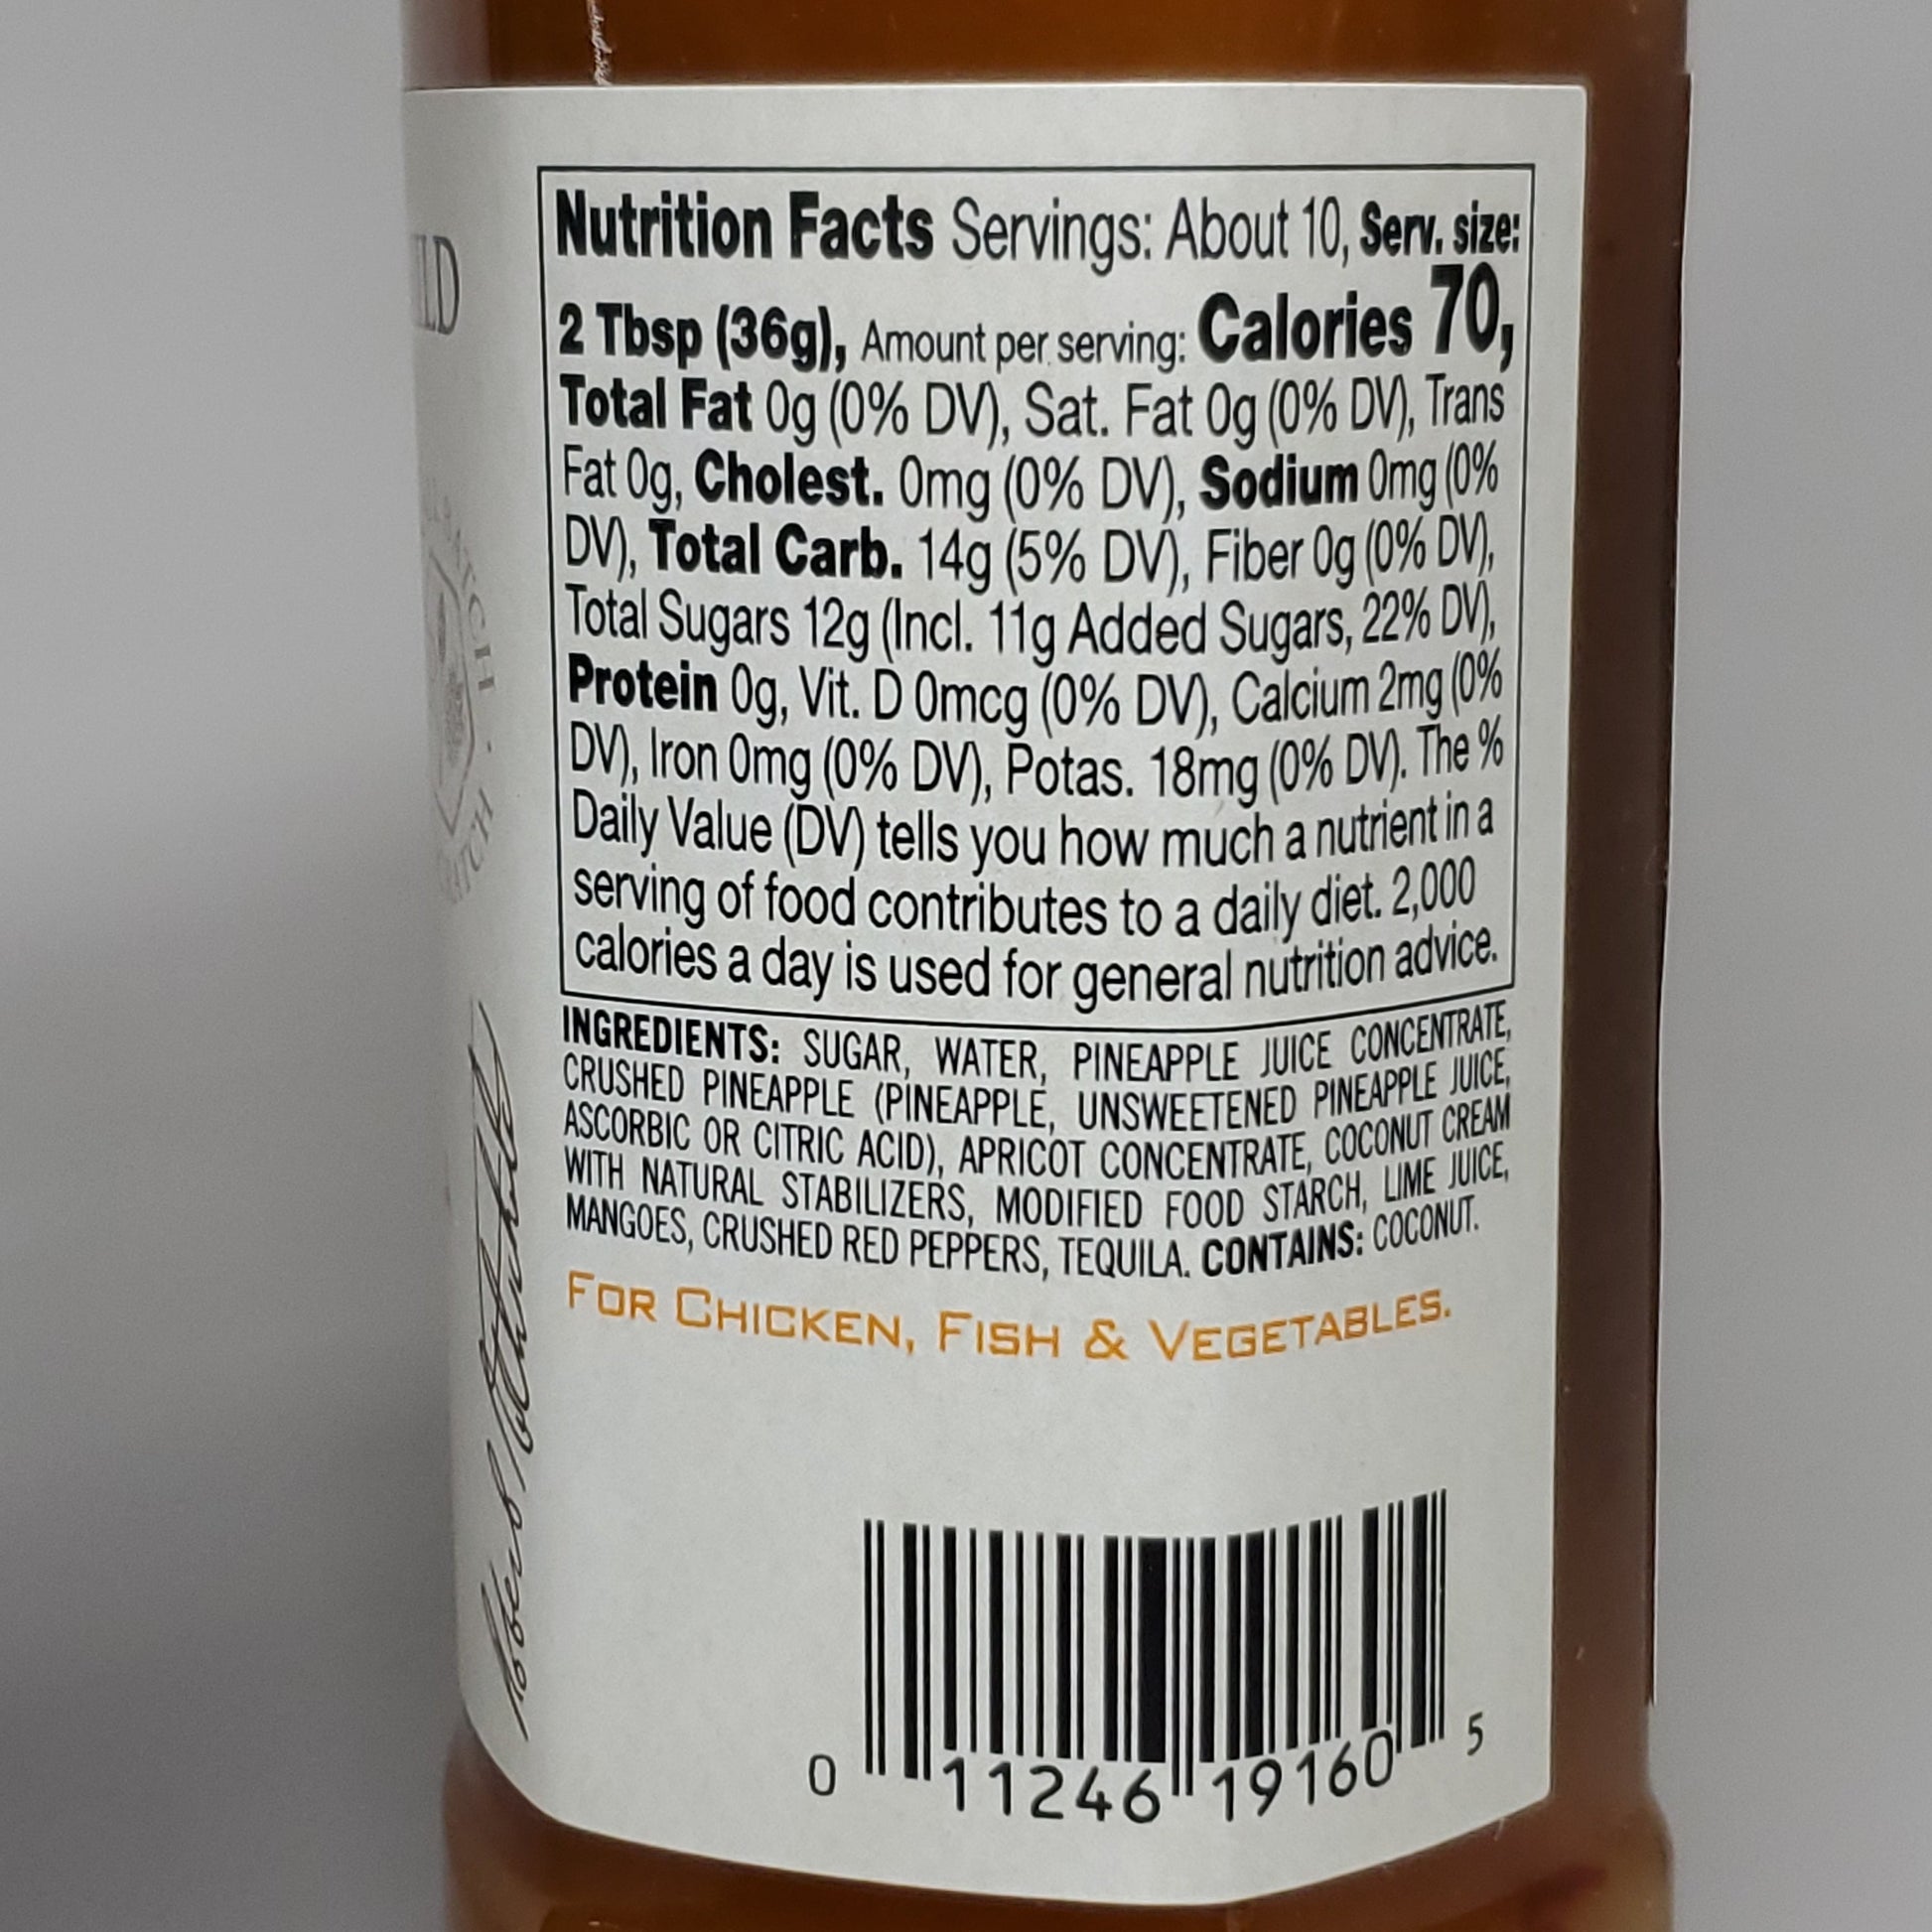 Nutrition Facts Servings: About 10, Serv. size:
2 Tbsp (36g), Amount per serving: Calories 70,
Total Fat 0g (0% DV), Sat. Fat 0g (0% DV), Trans
Fat 0g, Cholest. 0mg (0% DV), Sodium 0mg (0%
DV), Total Carb. 14g (5% DV), Fiber 0g (0% DV),
Total Sugars 12g (Incl. 11g Added Sugars, 22% DV),
Protein 0g, Vit. D 0mcg (0% DV), Calcium 2mg (0%
DV), Iron 0mg (0% DV), Potas. 18mg (0% DV). The %
Daily Value (DV) tells you how much a nutrient in a
serving of food contributes to a daily diet. 2,000
calories a day is used for general nutrition advice.
INGREDIENTS: SUGAR, WATER, PINEAPPLE JUICE CONCENTRATE,
CRUSHED PINEAPPLE (PINEAPPLE, UNSWEETENED PINEAPPLE JUICE,
ASCORBIC OR CITRIC ACID), APRICOT CONCENTRATE, COCONUT CREAM
WITH NATURAL STABILIZERS, MODIFIED FOOD STARCH, LIME JUICE,
MANGOES, CRUSHED RED PEPPERS, TEQUILA. CONTAINS: COCONUT.
FOR CHICKEN, FISH & VEGETABLES.
0 11246 19160 5